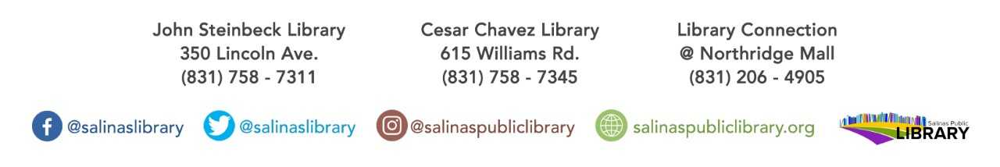 John Steinbeck Library
350 Lincoln Ave.
(831) 758 - 7311
Cesar Chavez Library
615 Williams Rd.
(831) 758 - 7345
Library Connection
@ Northridge Mall
(831) 206 - 4905
@salinaslibrary
@salinaslibrary
@salinaspubliclibrary
salinaspubliclibrary.org
Salinas Public
LIBRARY